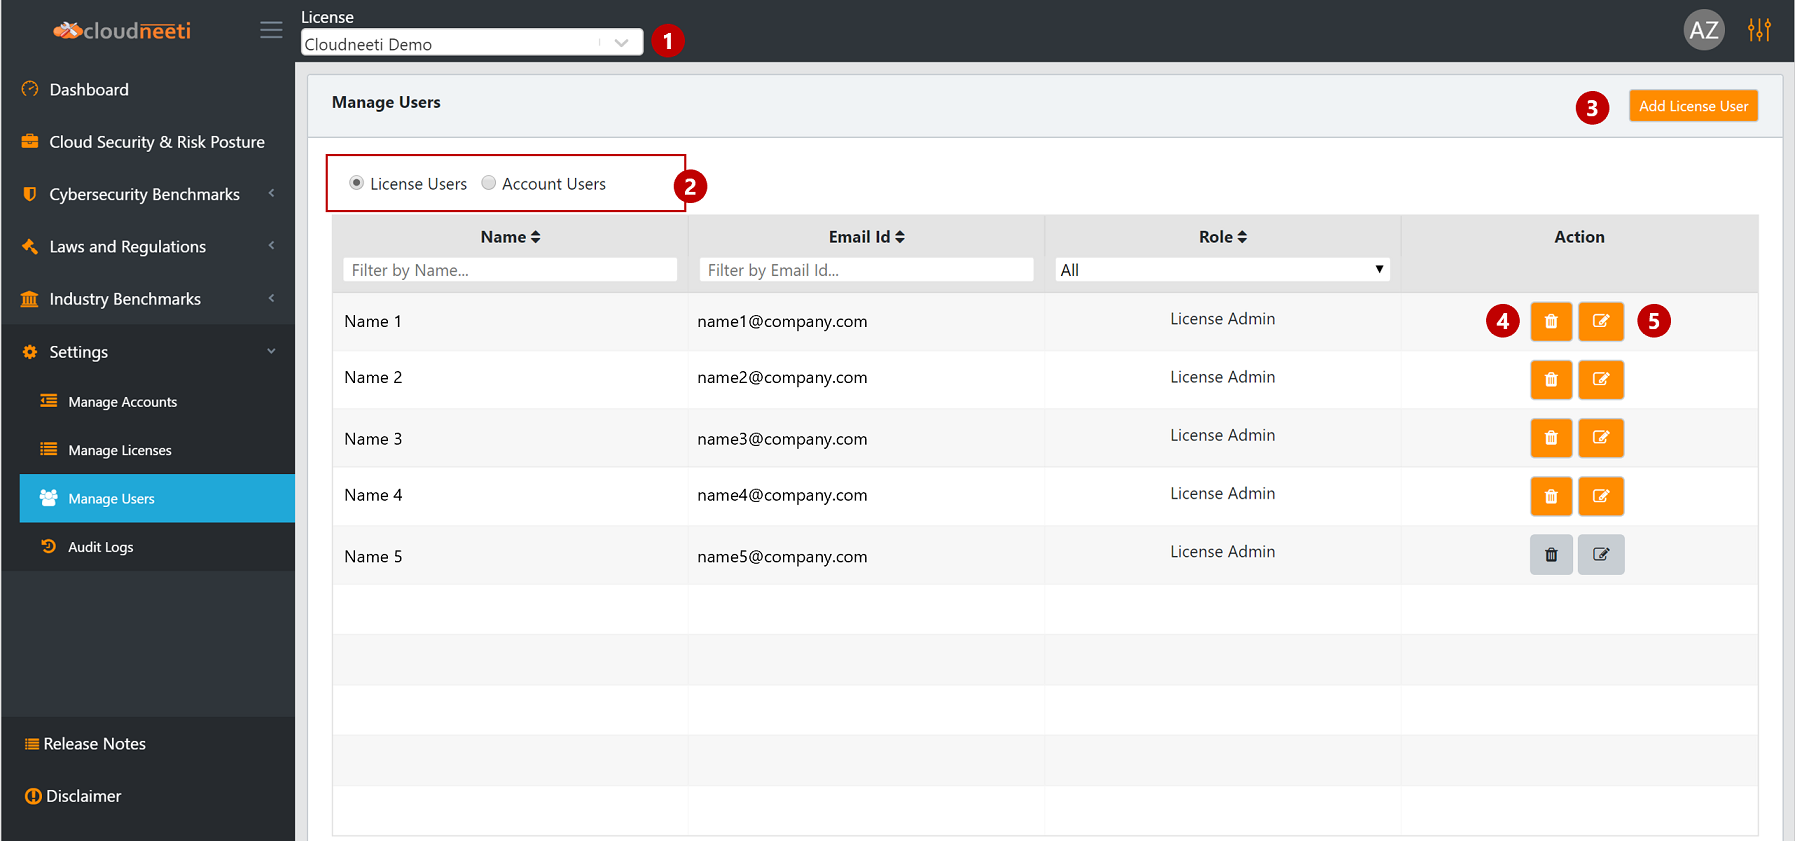 cloudneeti
License
Cloudneeti Demo
1
AZ
Dashboard
Cloud Security & Risk Posture
Cybersecurity Benchmarks
Laws and Regulations
Industry Benchmarks
Settings
Manage Accounts
Manage Licenses
Manage Users
Audit Logs
Release Notes
Disclaimer
Manage Users
3
Add License User
License Users Account Users
2
Name Email Id Role Action
Filter by Name... Filter by Email Id... All
Name 1 name1@company.com License Admin 4 5
Name 2 name2@company.com License Admin
Name 3 name3@company.com License Admin
Name 4 name4@company.com License Admin
Name 5 name5@company.com License Admin